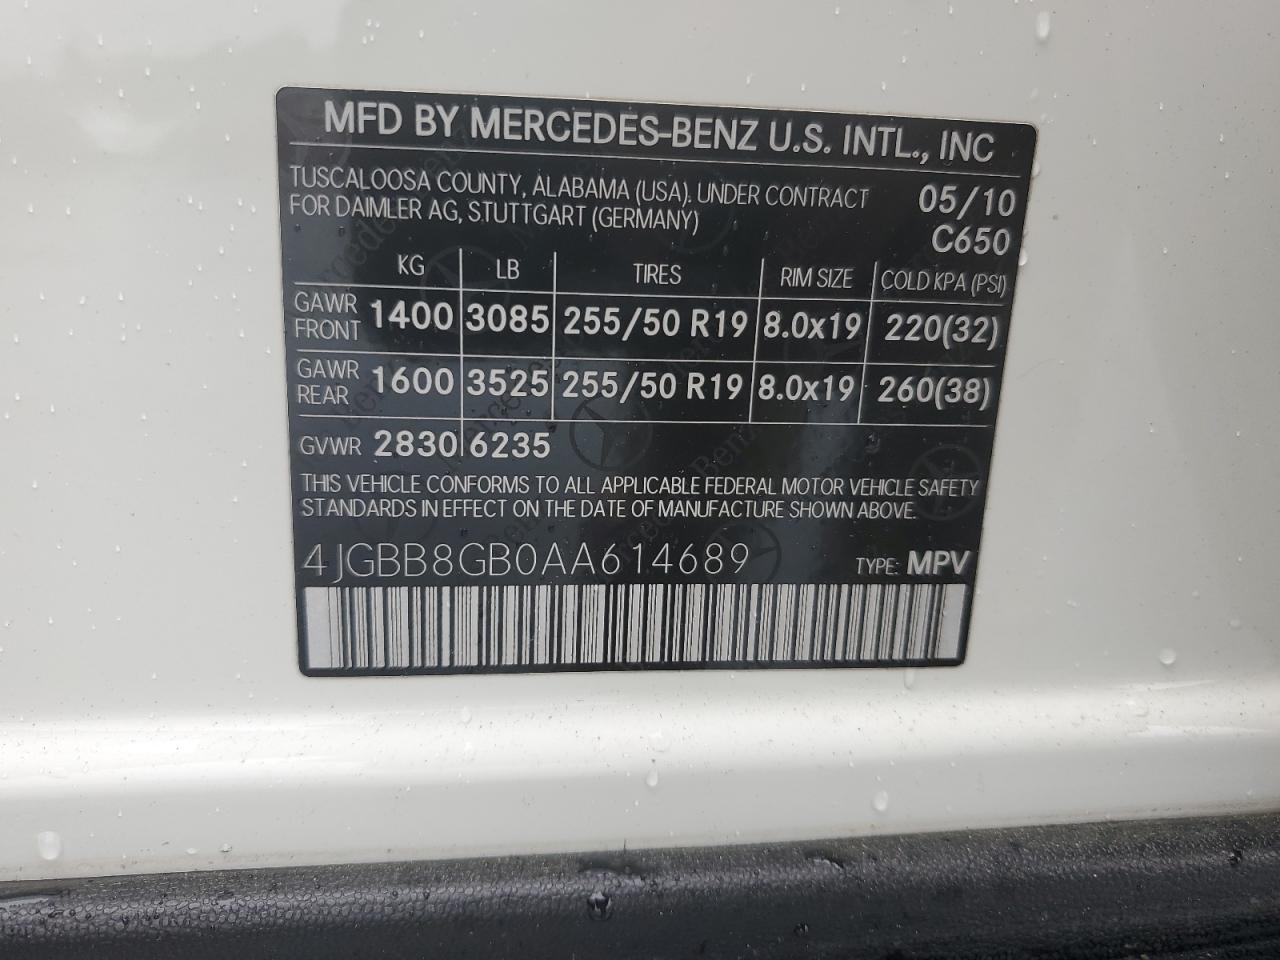 MFD BY MERCEDES-BENZ U.S. INTL., INC
TUSCALOOSA COUNTY, ALABAMA (USA). UNDER CONTRACT 05/10
FOR DAIMLER AG, STUTTGART (GERMANY) C650
KG LB TIRES RIM SIZE COLD KPA (PSI)
GAWR FRONT 1400 3085 255/50 R19 8.0x19 220(32)
GAWR REAR 1600 3525 255/50 R19 8.0x19 260(38)
GVWR 2830 6235
THIS VEHICLE CONFORMS TO ALL APPLICABLE FEDERAL MOTOR VEHICLE SAFETY
STANDARDS IN EFFECT ON THE DATE OF MANUFACTURE SHOWN ABOVE.
4JGBB8GB0AA614689 TYPE: MPV